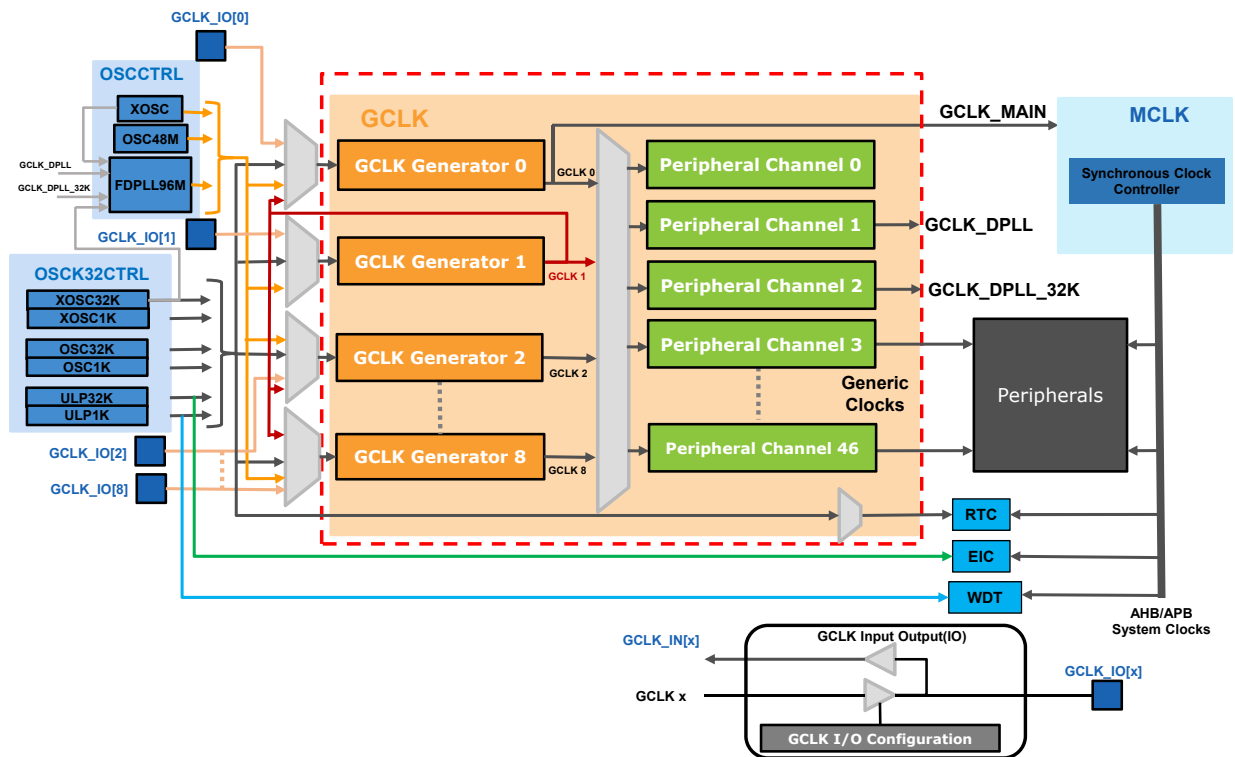 GCLK_IO[0]
OSCCTRL
XOSC
OSC48M
GCLK_DPLL
FDPLL96M
GCLK_DPLL_32K
GCLK_IO[1]
OSCK32CTRL
XOSC32K
XOSC1K
OSC32K
OSC1K
ULP32K
ULP1K
GCLK_IO[2]
GCLK_IO[8]
GCLK
GCLK Generator 0
GCLK 0
GCLK Generator 1
GCLK 1
GCLK Generator 2
GCLK 2
GCLK Generator 8
GCLK 8
Peripheral Channel 0
Peripheral Channel 1
Peripheral Channel 2
Peripheral Channel 3
Generic
Clocks
Peripheral Channel 46
GCLK_MAIN
GCLK_DPLL
GCLK_DPLL_32K
MCLK
Synchronous Clock
Controller
Peripherals
RTC
EIC
WDT
AHB/APB
System Clocks
GCLK Input Output(IO)
GCLK_IN[x]
GCLK x
GCLK_IO[x]
GCLK I/O Configuration